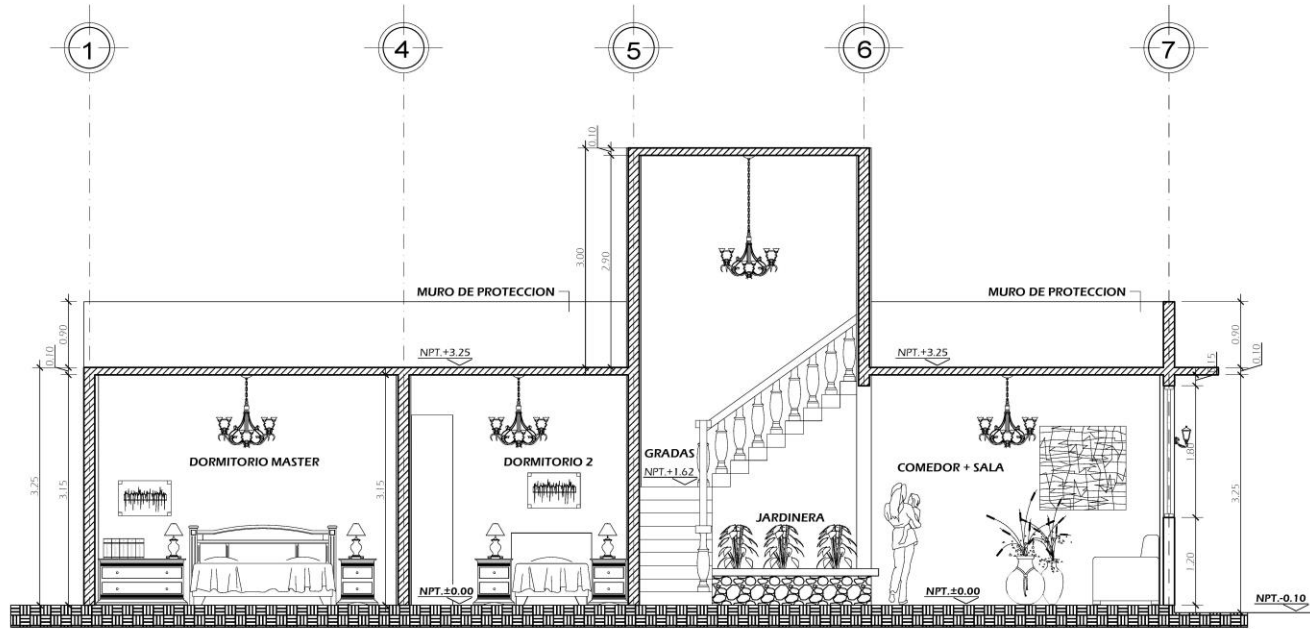 1 4 5 6 7
0.10
3.00
2.90
MURO DE PROTECCION
MURO DE PROTECCION
0.90
0.10
0.90
0.10
15
NPT.+3.25
NPT.+3.25
DORMITORIO MASTER
DORMITORIO 2
GRADAS
NPT.+1.62
COMEDOR + SALA
3.25
3.15
3.15
1.80
3.25
JARDINERA
1.20
NPT.±0.00
NPT.±0.00
NPT.-0.10